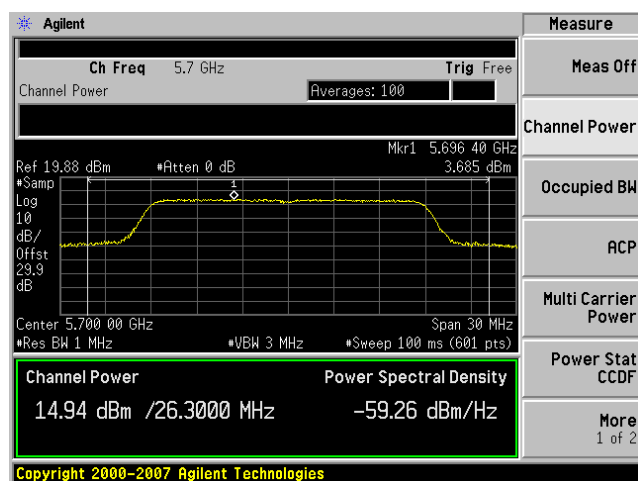 Agilent
Measure
Ch Freq 5.7 GHz Trig Free
Meas Off
Channel Power Averages: 100
Channel Power
Mkr1 5.696 40 GHz
Ref 19.88 dBm #Atten 0 dB 3.685 dBm
#Samp
1
Occupied BW
Log
10
dB/
ACP
Offst
29.9
dB
Multi Carrier
Power
Center 5.700 00 GHz Span 30 MHz
#Res BW 1 MHz #VBW 3 MHz #Sweep 100 ms (601 pts)
Power Stat
CCDF
Channel Power Power Spectral Density
14.94 dBm /26.3000 MHz -59.26 dBm/Hz
More
1 of 2
Copyright 2000-2007 Agilent Technologies